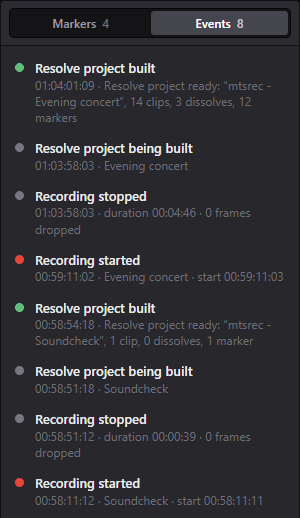 Markers 4
Events 8
Resolve project built
01:04:01:09 · Resolve project ready: “mtsrec -
Evening concert”, 14 clips, 3 dissolves, 12
markers
Resolve project being built
01:03:58:03 · Evening concert
Recording stopped
01:03:58:03 · duration 00:04:46 · 0 frames
dropped
Recording started
00:59:11:02 · Evening concert · start 00:59:11:03
Resolve project built
00:58:54:18 · Resolve project ready: “mtsrec -
Soundcheck”, 1 clip, 0 dissolves, 1 marker
Resolve project being built
00:58:51:18 · Soundcheck
Recording stopped
00:58:51:12 · duration 00:00:39 · 0 frames
dropped
Recording started
00:58:11:12 · Soundcheck · start 00:58:11:11